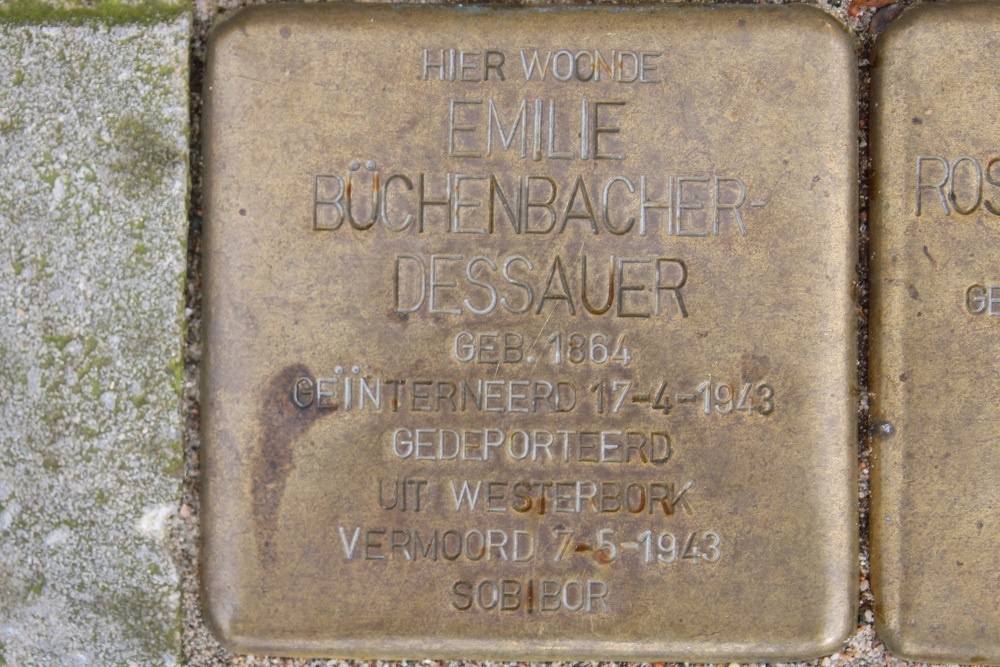 HIER WOONDE
EMILIE
BÜCHENBACHER-
DESSAUER
GEB. 1864
GEÏNTERNEERD 17-4-1943
GEDEPORTEERD
UIT WESTERBORK
VERMOORD 7-5-1943
SOBIBOR